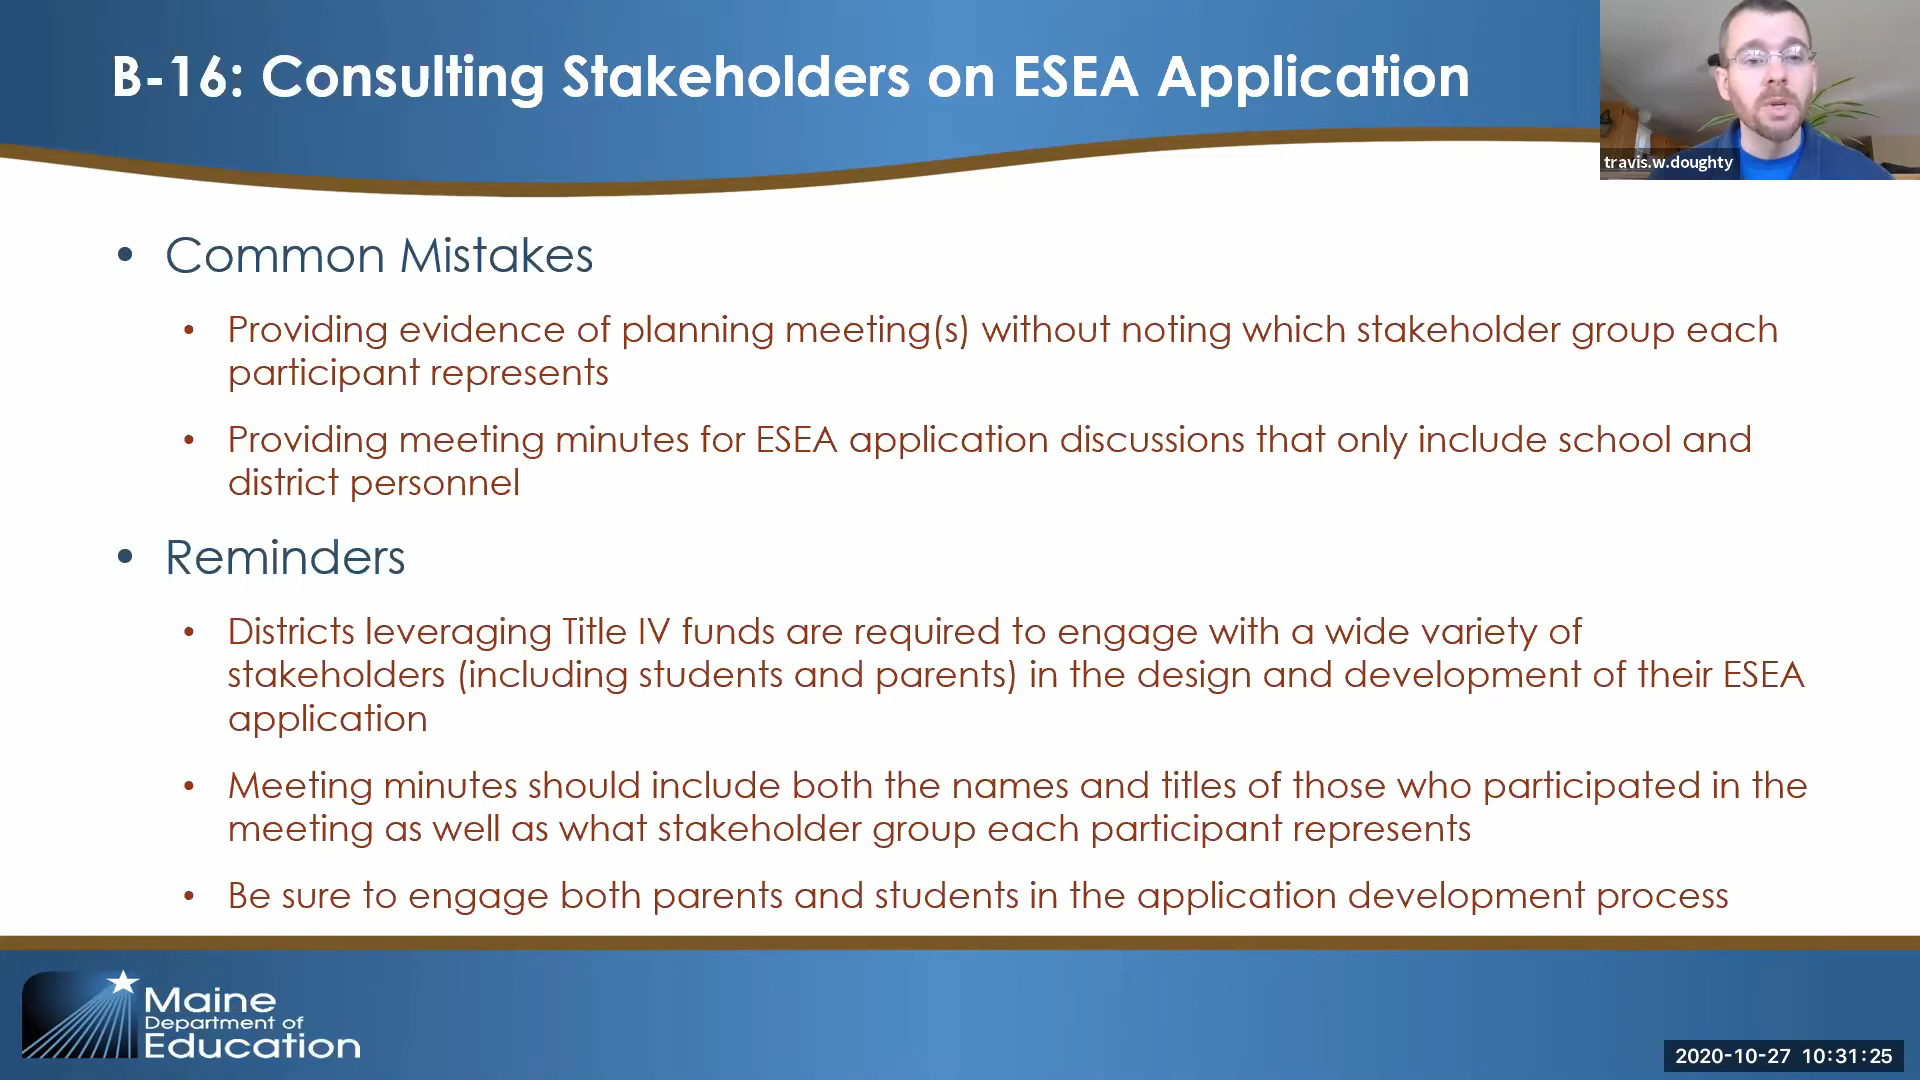 B-16: Consulting Stakeholders on ESEA Application
travis.w.doughty
• Common Mistakes
• Providing evidence of planning meeting(s) without noting which stakeholder group each
participant represents
• Providing meeting minutes for ESEA application discussions that only include school and
district personnel
• Reminders
• Districts leveraging Title IV funds are required to engage with a wide variety of
stakeholders (including students and parents) in the design and development of their ESEA
application
• Meeting minutes should include both the names and titles of those who participated in the
meeting as well as what stakeholder group each participant represents
• Be sure to engage both parents and students in the application development process
Maine
Department of
Education
2020-10-27 10:31:25